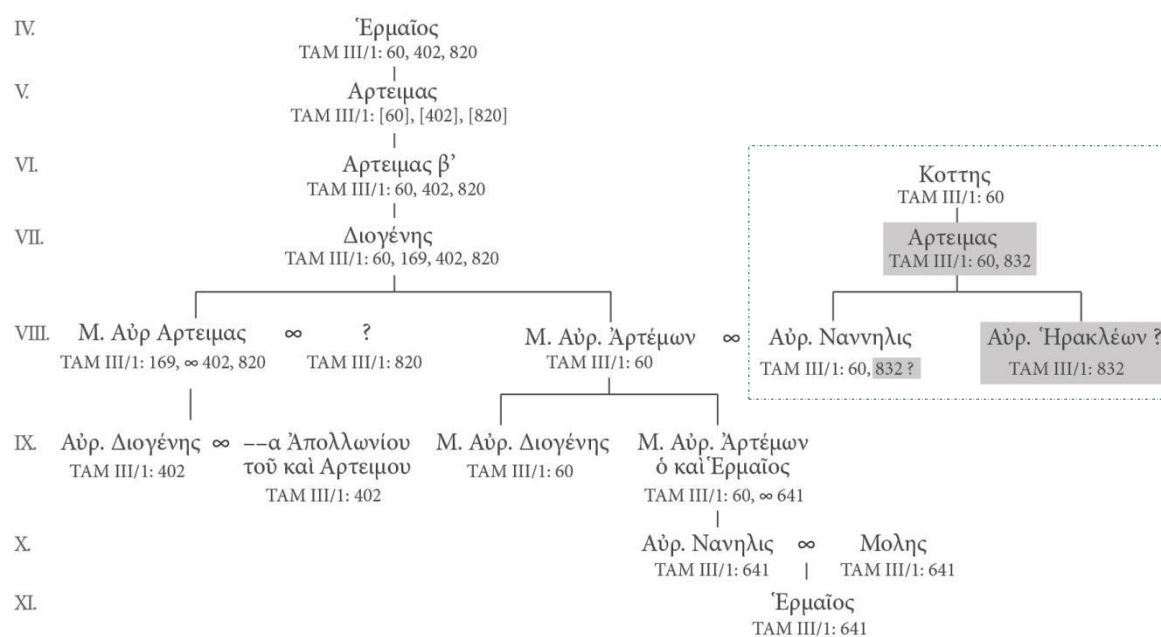 IV. Ἑρμαῖος
TAM III/1: 60, 402, 820
V. Αρτειμας
TAM III/1: [60], [402], [820]
VI. Αρτειμας β’
TAM III/1: 60, 402, 820
Κοττης
TAM III/1: 60
VII. Διογένης
TAM III/1: 60, 169, 402, 820
Αρτειμας
TAM III/1: 60, 832
VIII. Μ. Αὐρ Αρτειμας ∞ ? Μ. Αὐρ. Ἀρτέμων ∞ Αὐρ. Ναννηλις Αὐρ. Ἡρακλέων ?
TAM III/1: 169, ∞ 402, 820 TAM III/1: 820 TAM III/1: 60 TAM III/1: 60, 832 ? TAM III/1: 832
IX. Αὐρ. Διογένης ∞ −−α Ἀπολλωνίου Μ. Αὐρ. Διογένης Μ. Αὐρ. Ἀρτέμων
TAM III/1: 402 τοῦ καὶ Αρτειμου TAM III/1: 60 ὁ καὶ Ἑρμαῖος
TAM III/1: 402 TAM III/1: 60, ∞ 641
X. Αὐρ. Νανηλις ∞ Μολης
TAM III/1: 641 TAM III/1: 641
XI. Ἑρμαῖος
TAM III/1: 641